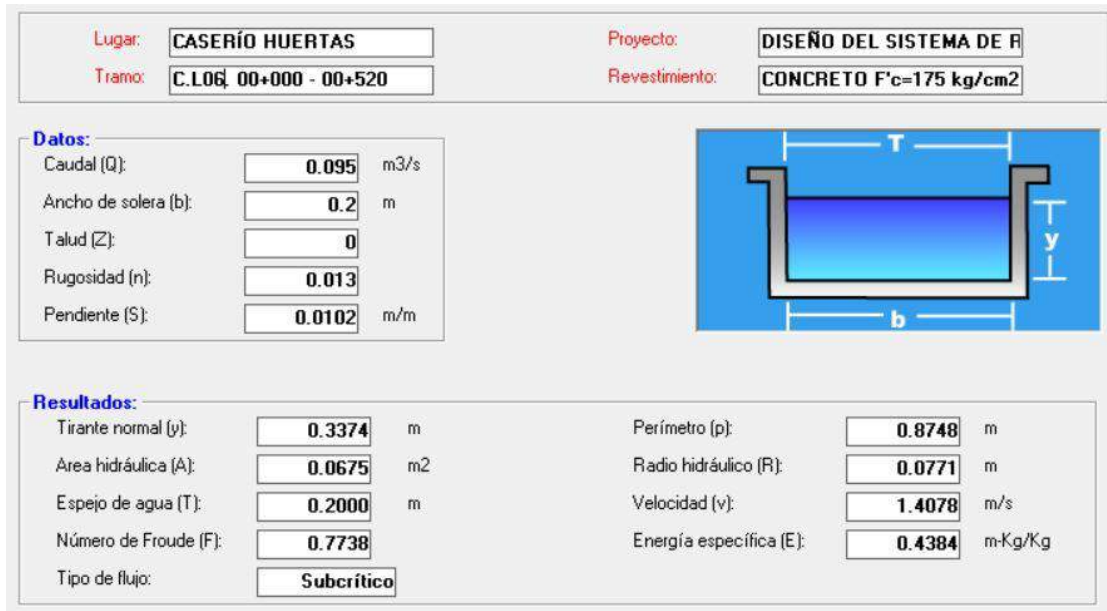 Lugar: CASERÍO HUERTAS Proyecto: DISEÑO DEL SISTEMA DE R
Tramo: C.L06, 00+000 - 00+520 Revestimiento: CONCRETO F'c=175 kg/cm2
Datos:
Caudal (Q): 0.095 m3/s
Ancho de solera (b): 0.2 m
Talud (Z): 0
Rugosidad (n): 0.013
Pendiente (S): 0.0102 m/m
T
y
b
Resultados:
Tirante normal (y): 0.3374 m Perímetro (p): 0.8748 m
Area hidráulica (A): 0.0675 m2 Radio hidráulico (R): 0.0771 m
Espejo de agua (T): 0.2000 m Velocidad (v): 1.4078 m/s
Número de Froude (F): 0.7738 Energía específica (E): 0.4384 m-Kg/Kg
Tipo de flujo: Subcrítico